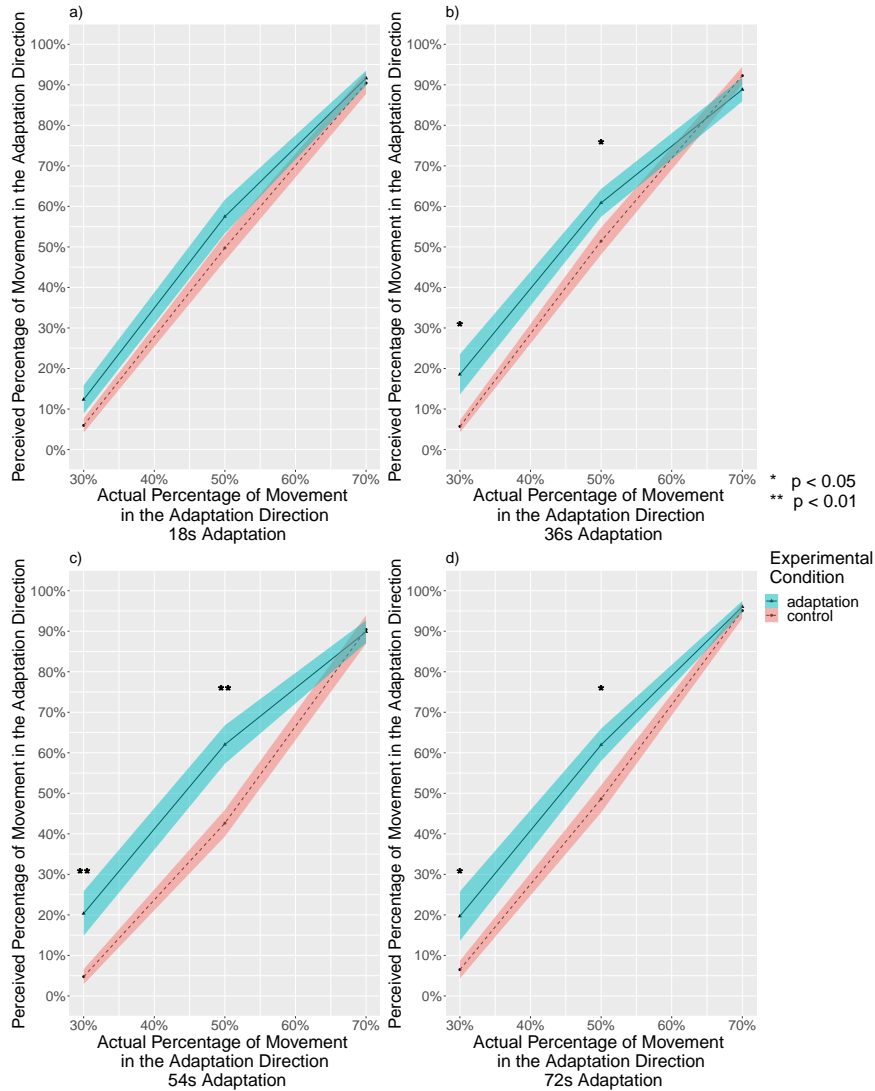 a)
Perceived Percentage of Movement in the Adaptation Direction
100%
90%
80%
70%
60%
50%
40%
30%
20%
10%
0%
30% 40% 50% 60% 70%
Actual Percentage of Movement
in the Adaptation Direction
18s Adaptation
b)
Perceived Percentage of Movement in the Adaptation Direction
100%
90%
80%
70%
60%
50%
40%
30%
20%
10%
0%
*
*
30% 40% 50% 60% 70%
Actual Percentage of Movement
in the Adaptation Direction
36s Adaptation
* p < 0.05
** p < 0.01
Experimental
Condition
adaptation
control
c)
Perceived Percentage of Movement in the Adaptation Direction
100%
90%
80%
70%
60%
50%
40%
30%
20%
10%
0%
**
**
30% 40% 50% 60% 70%
Actual Percentage of Movement
in the Adaptation Direction
54s Adaptation
d)
Perceived Percentage of Movement in the Adaptation Direction
100%
90%
80%
70%
60%
50%
40%
30%
20%
10%
0%
*
*
30% 40% 50% 60% 70%
Actual Percentage of Movement
in the Adaptation Direction
72s Adaptation